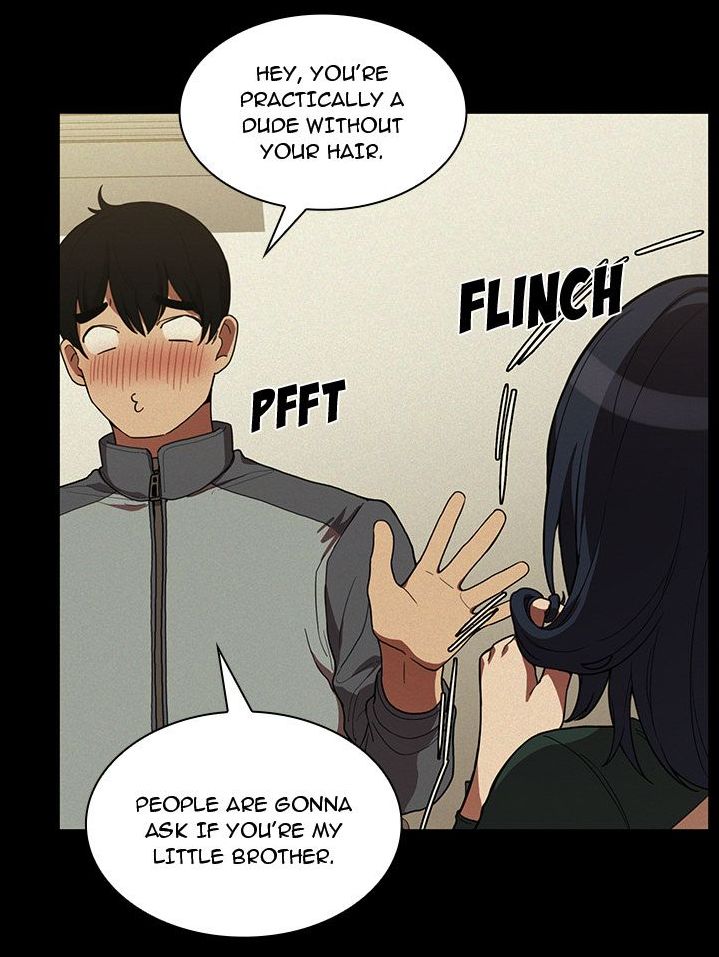 HEY, YOU'RE
PRACTICALLY A
DUDE WITHOUT
YOUR HAIR.
FLINCH
PFFT
PEOPLE ARE GONNA
ASK IF YOU'RE MY
LITTLE BROTHER.